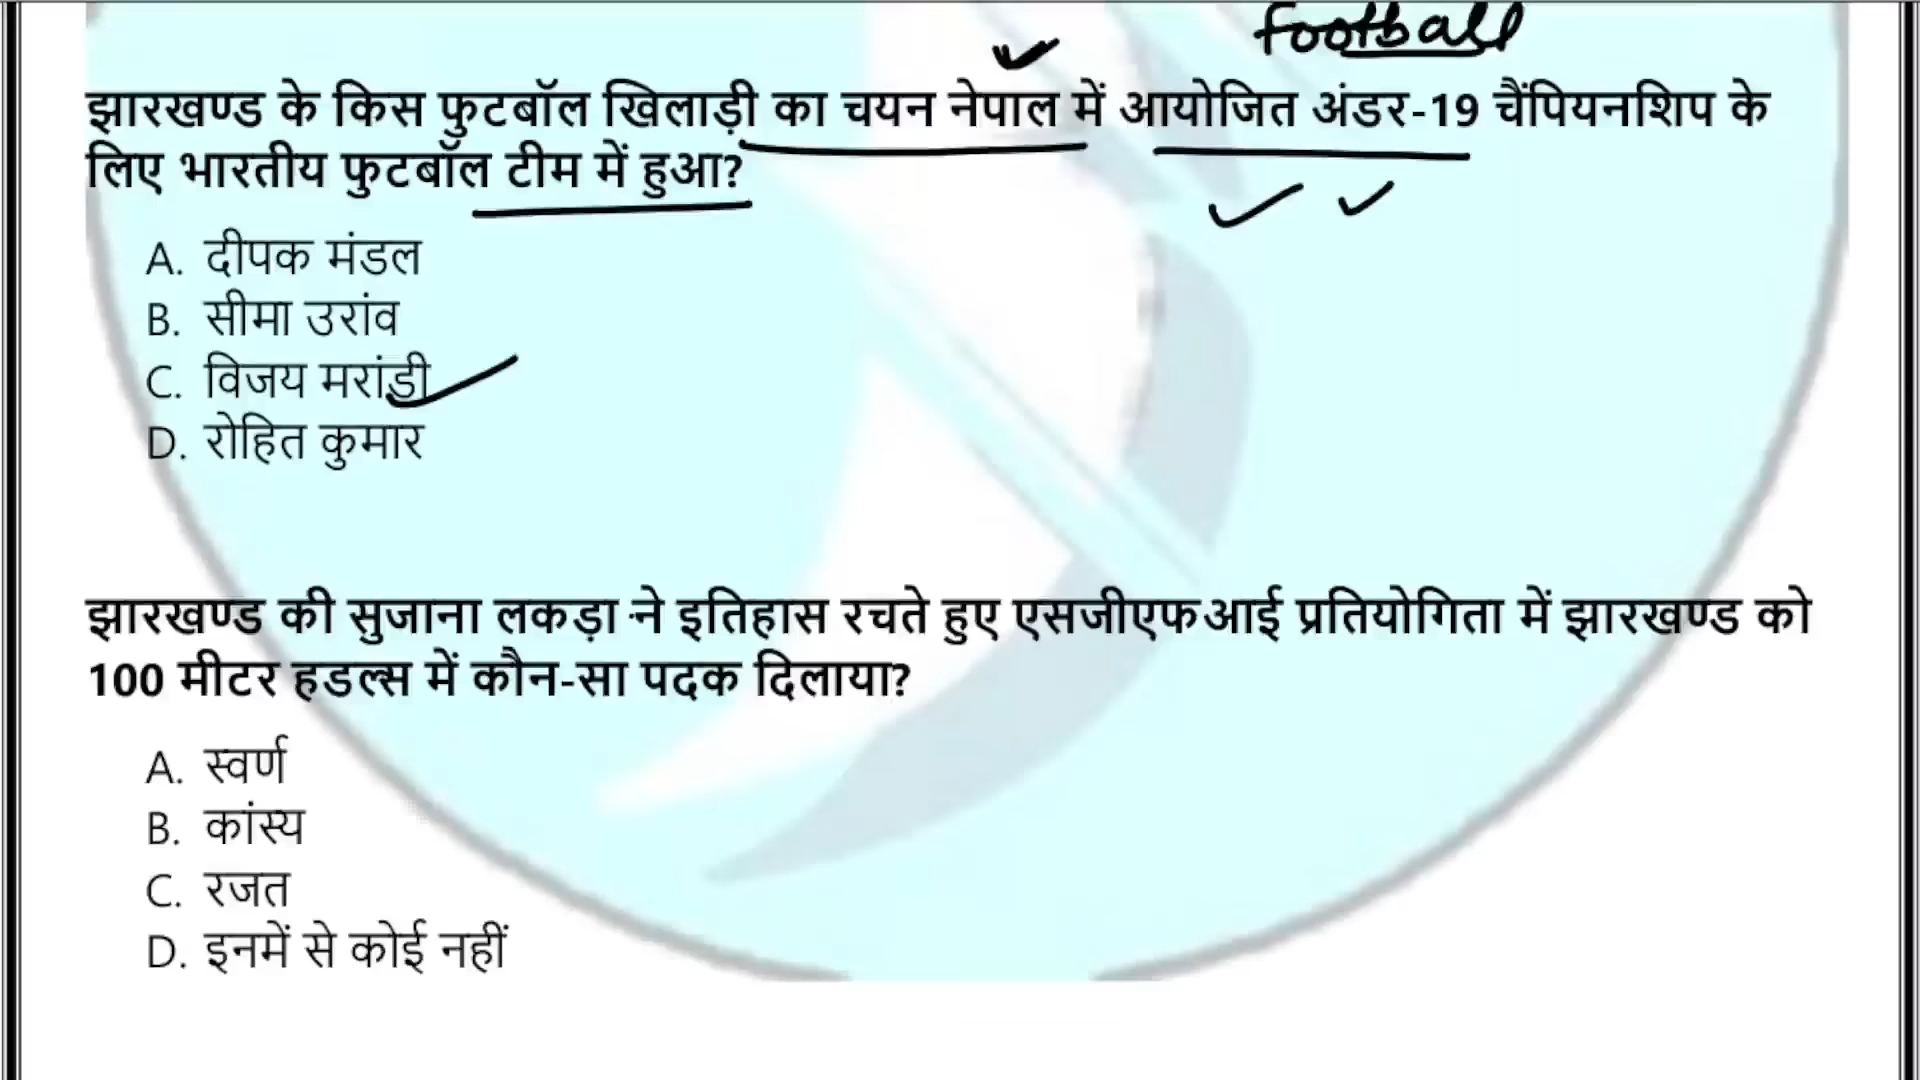 football
झारखण्ड के किस फुटबॉल खिलाड़ी का चयन नेपाल में आयोजित अंडर-19 चैंपियनशिप के
लिए भारतीय फुटबॉल टीम में हुआ?
A. दीपक मंडल
B. सीमा उरांव
C. विजय मरांडी
D. रोहित कुमार
झारखण्ड की सुजाना लकड़ा ने इतिहास रचते हुए एसजीएफआई प्रतियोगिता में झारखण्ड को
100 मीटर हडल्स में कौन-सा पदक दिलाया?
A. स्वर्ण
B. कांस्य
C. रजत
D. इनमें से कोई नहीं